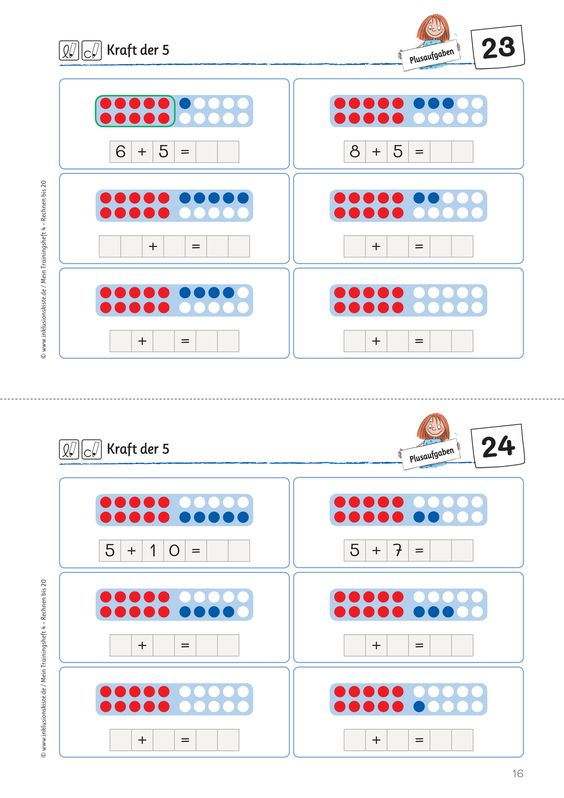 Kraft der 5
Plusaufgaben
23
6 + 5 =
8 + 5 =
+ =
+ =
+ =
+ =
© www.inklusionskiste.de / Mein Trainingsheft 4 – Rechnen bis 20
Kraft der 5
Plusaufgaben
24
5 + 10 =
5 + 7 =
+ =
+ =
+ =
+ =
© www.inklusionskiste.de / Mein Trainingsheft 4 – Rechnen bis 20
16